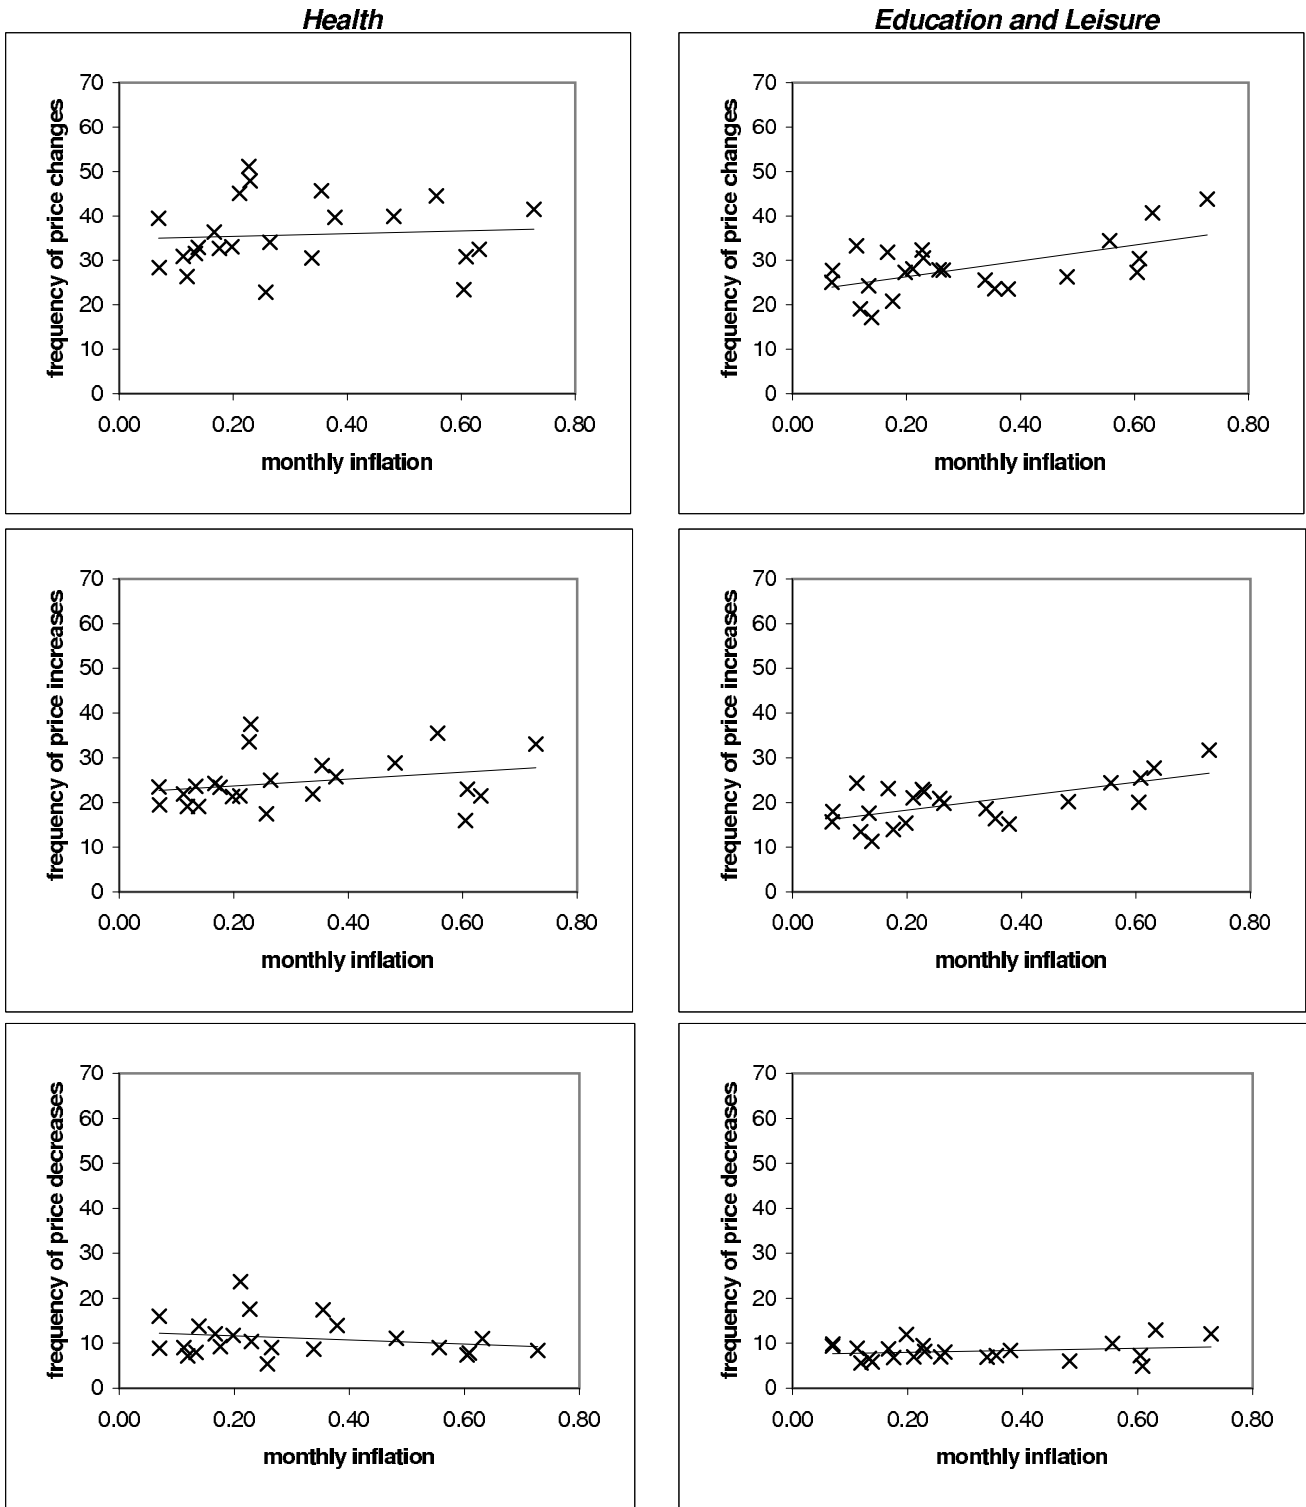 Health
Education and Leisure
frequency of price changes
70
60
50
40
30
20
10
0
0.00 0.20 0.40 0.60 0.80
monthly inflation
frequency of price changes
70
60
50
40
30
20
10
0
0.00 0.20 0.40 0.60 0.80
monthly inflation
frequency of price increases
70
60
50
40
30
20
10
0
0.00 0.20 0.40 0.60 0.80
monthly inflation
frequency of price increases
70
60
50
40
30
20
10
0
0.00 0.20 0.40 0.60 0.80
monthly inflation
frequency of price decreases
70
60
50
40
30
20
10
0
0.00 0.20 0.40 0.60 0.80
monthly inflation
frequency of price decreases
70
60
50
40
30
20
10
0
0.00 0.20 0.40 0.60 0.80
monthly inflation